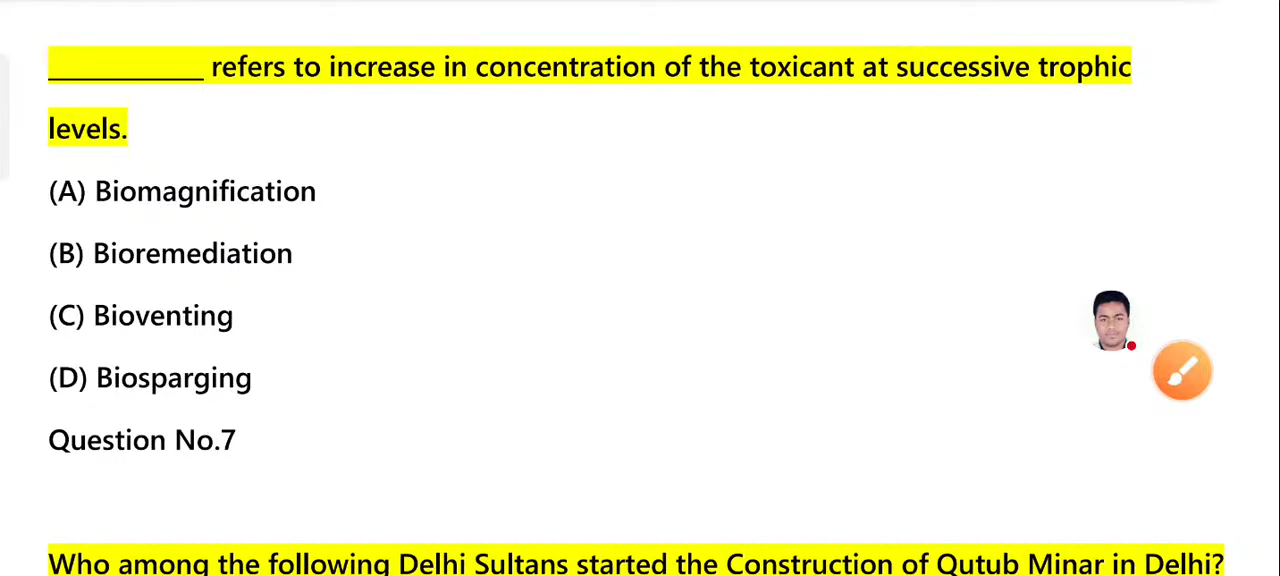 ___________ refers to increase in concentration of the toxicant at successive trophic
levels.
(A) Biomagnification
(B) Bioremediation
(C) Bioventing
(D) Biosparging
Question No.7
Who among the following Delhi Sultans started the Construction of Qutub Minar in Delhi?